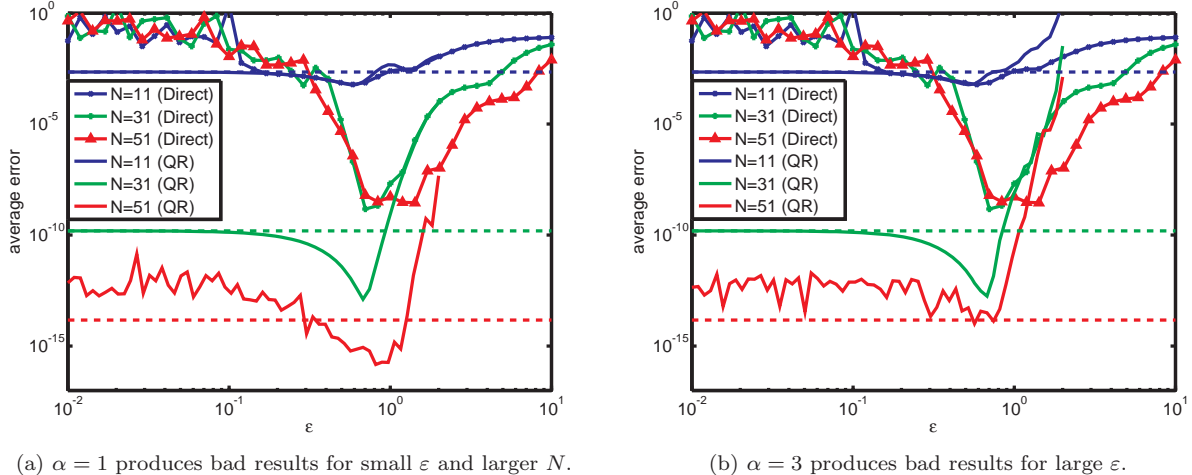 10^0
10^-5
10^-10
10^-15
average error
N=11 (Direct)
N=31 (Direct)
N=51 (Direct)
N=11 (QR)
N=31 (QR)
N=51 (QR)
10^-2
10^-1
10^0
10^1
ε
(a) α = 1 produces bad results for small ε and larger N.
10^0
10^-5
10^-10
10^-15
average error
N=11 (Direct)
N=31 (Direct)
N=51 (Direct)
N=11 (QR)
N=31 (QR)
N=51 (QR)
10^-2
10^-1
10^0
10^1
ε
(b) α = 3 produces bad results for large ε.